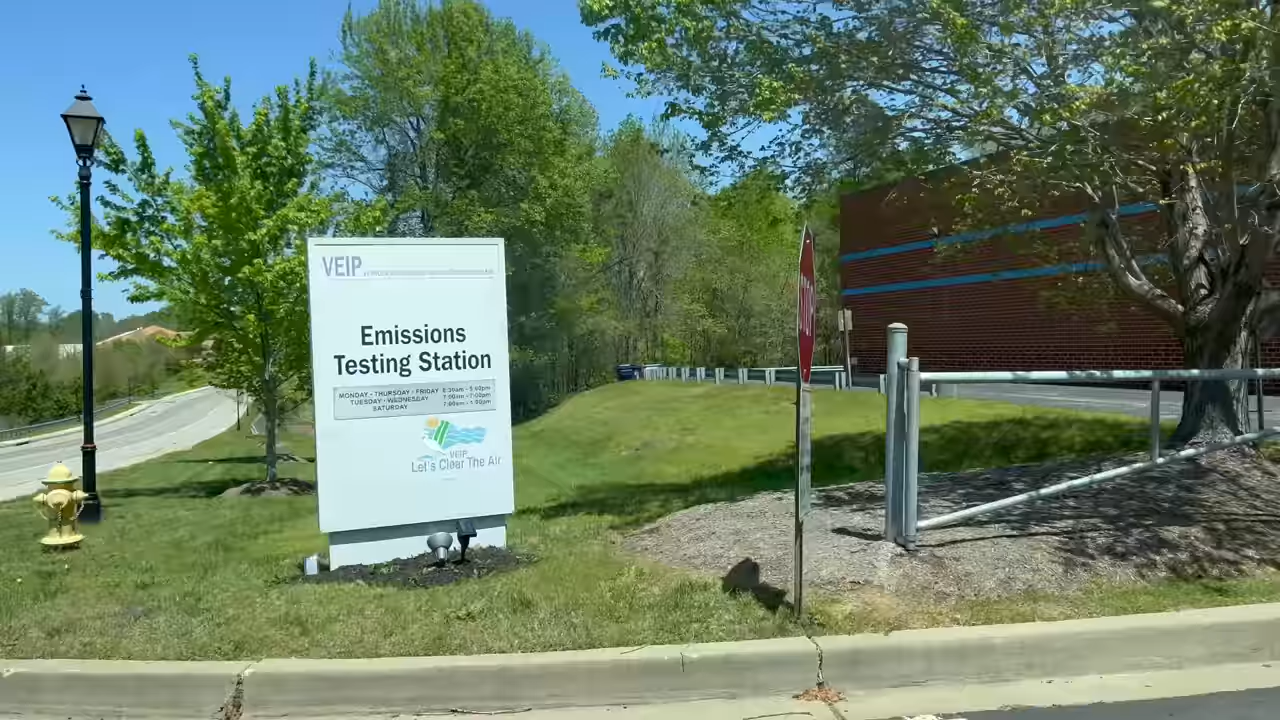 VEIP
Emissions
Testing Station
MONDAY - THURSDAY - FRIDAY 8:30am - 5:00pm
TUESDAY - WEDNESDAY 7:00am - 7:00pm
SATURDAY 7:00am - 1:00pm
VEIP
Let's Clear The Air
STOP